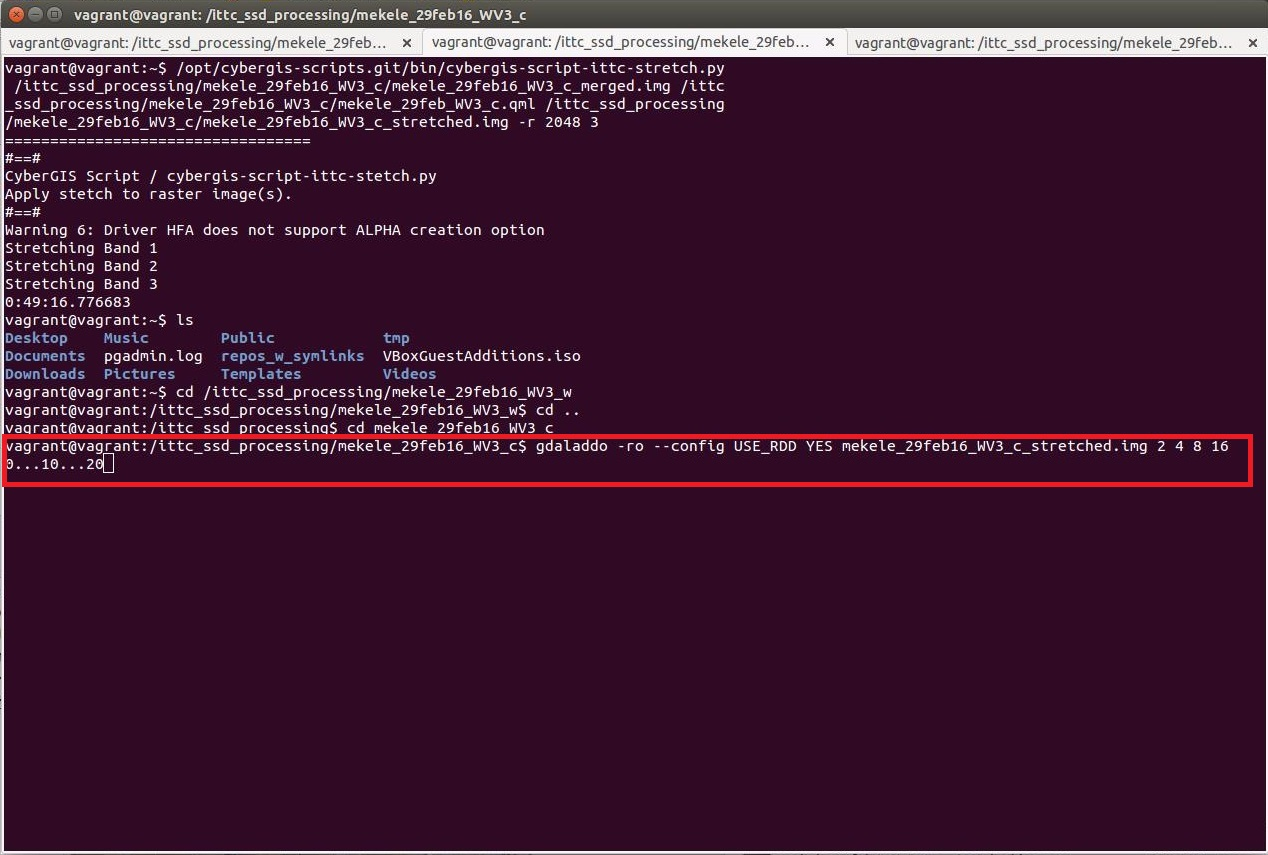 vagrant@vagrant: /ittc_ssd_processing/mekele_29feb16_WV3_c
vagrant@vagrant: /ittc_ssd_processing/mekele_29feb... × vagrant@vagrant: /ittc_ssd_processing/mekele_29feb... × vagrant@vagrant: /ittc_ssd_processing/mekele_29feb... ×
vagrant@vagrant:~$ /opt/cybergis-scripts.git/bin/cybergis-script-ittc-stretch.py
/ittc_ssd_processing/mekele_29feb16_WV3_c/mekele_29feb16_WV3_c_merged.img /ittc
_ssd_processing/mekele_29feb16_WV3_c/mekele_29feb_WV3_c.qml /ittc_ssd_processing
/mekele_29feb16_WV3_c/mekele_29feb16_WV3_c_stretched.img -r 2048 3
==================================
#==#
CyberGIS Script / cybergis-script-ittc-stetch.py
Apply stetch to raster image(s).
#==#
Warning 6: Driver HFA does not support ALPHA creation option
Stretching Band 1
Stretching Band 2
Stretching Band 3
0:49:16.776683
vagrant@vagrant:~$ ls
Desktop Music Public tmp
Documents pgadmin.log repos_w_symlinks VBoxGuestAdditions.iso
Downloads Pictures Templates Videos
vagrant@vagrant:~$ cd /ittc_ssd_processing/mekele_29feb16_WV3_w
vagrant@vagrant:/ittc_ssd_processing/mekele_29feb16_WV3_w$ cd ..
vagrant@vagrant:/ittc_ssd_processing$ cd mekele_29feb16_WV3_c
vagrant@vagrant:/ittc_ssd_processing/mekele_29feb16_WV3_c$ gdaladdo -ro --config USE_RDD YES mekele_29feb16_WV3_c_stretched.img 2 4 8 16
0...10...20